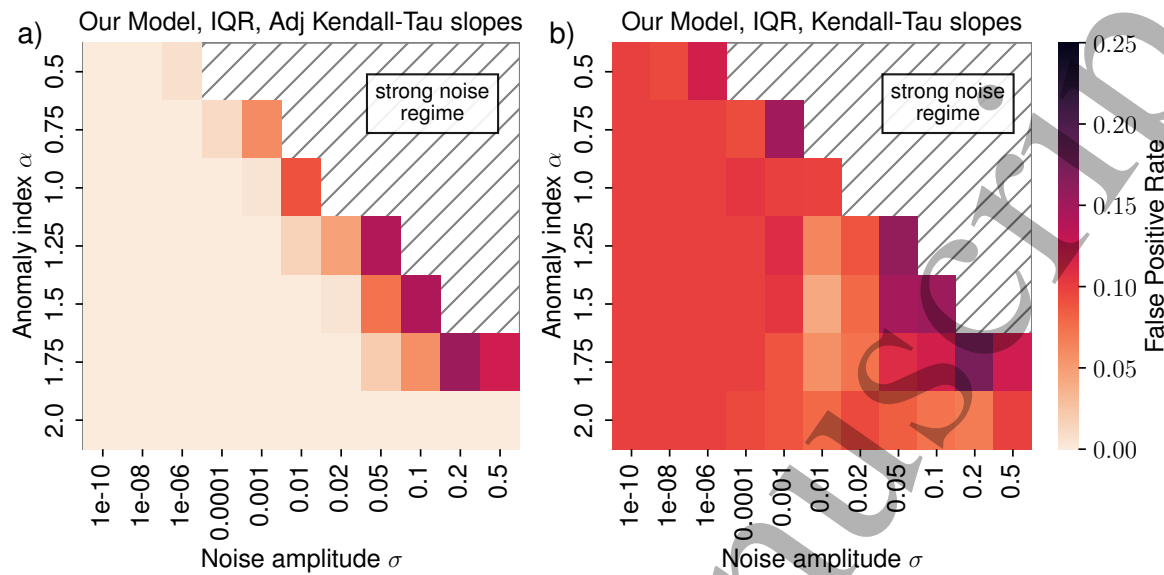 a)
Our Model, IQR, Adj Kendall-Tau slopes
strong noise
regime
Anomaly index α
0.5
0.75
1.0
1.25
1.5
1.75
2.0
1e-10
1e-08
1e-06
0.0001
0.001
0.01
0.02
0.05
0.1
0.2
0.5
Noise amplitude σ
b)
Our Model, IQR, Kendall-Tau slopes
strong noise
regime
Anomaly index α
0.5
0.75
1.0
1.25
1.5
1.75
2.0
1e-10
1e-08
1e-06
0.0001
0.001
0.01
0.02
0.05
0.1
0.2
0.5
Noise amplitude σ
0.25
0.20
0.15
0.10
0.05
0.00
False Positive Rate
nuscrip